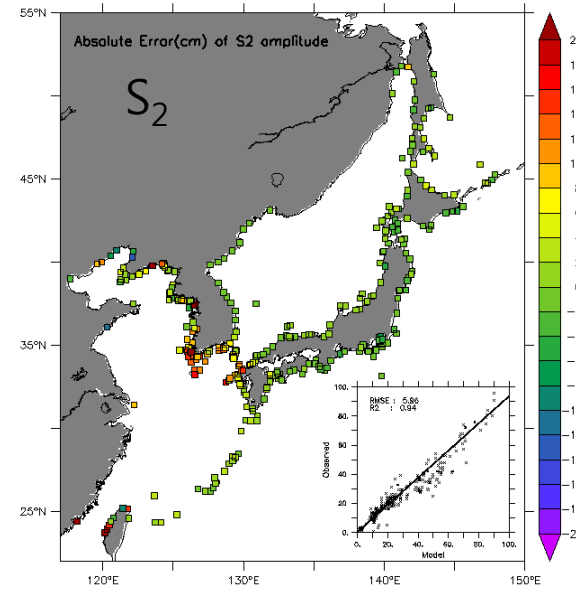 55°N
Absolute Error(cm) of S2 amplitude
S2
45°N
35°N
25°N
120°E
130°E
140°E
150°E
RMSE : 5.96
R2 : 0.94
Observed
100.
80
60
40
20
0.
0.
20
40
60
80
100.
Model